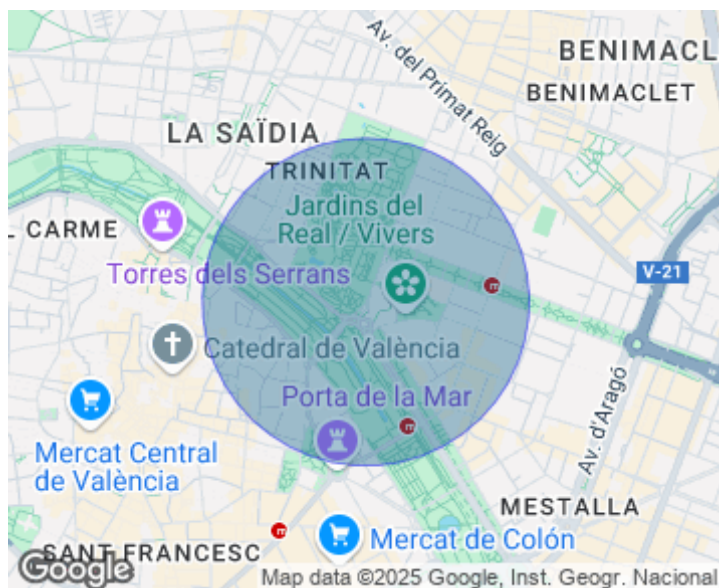 Av. del Primat Reig
BENIMACL
BENIMACLET
LA SAÏDIA
TRINITAT
L CARME
Jardins del
Real / Vivers
Torres dels Serrans
V-21
Catedral de València
Porta de la Mar
Av. d'Aragó
Mercat Central
de València
MESTALLA
Mercat de Colón
SANT FRANCESC
Google
Map data ©2025 Google, Inst. Geogr. Nacional